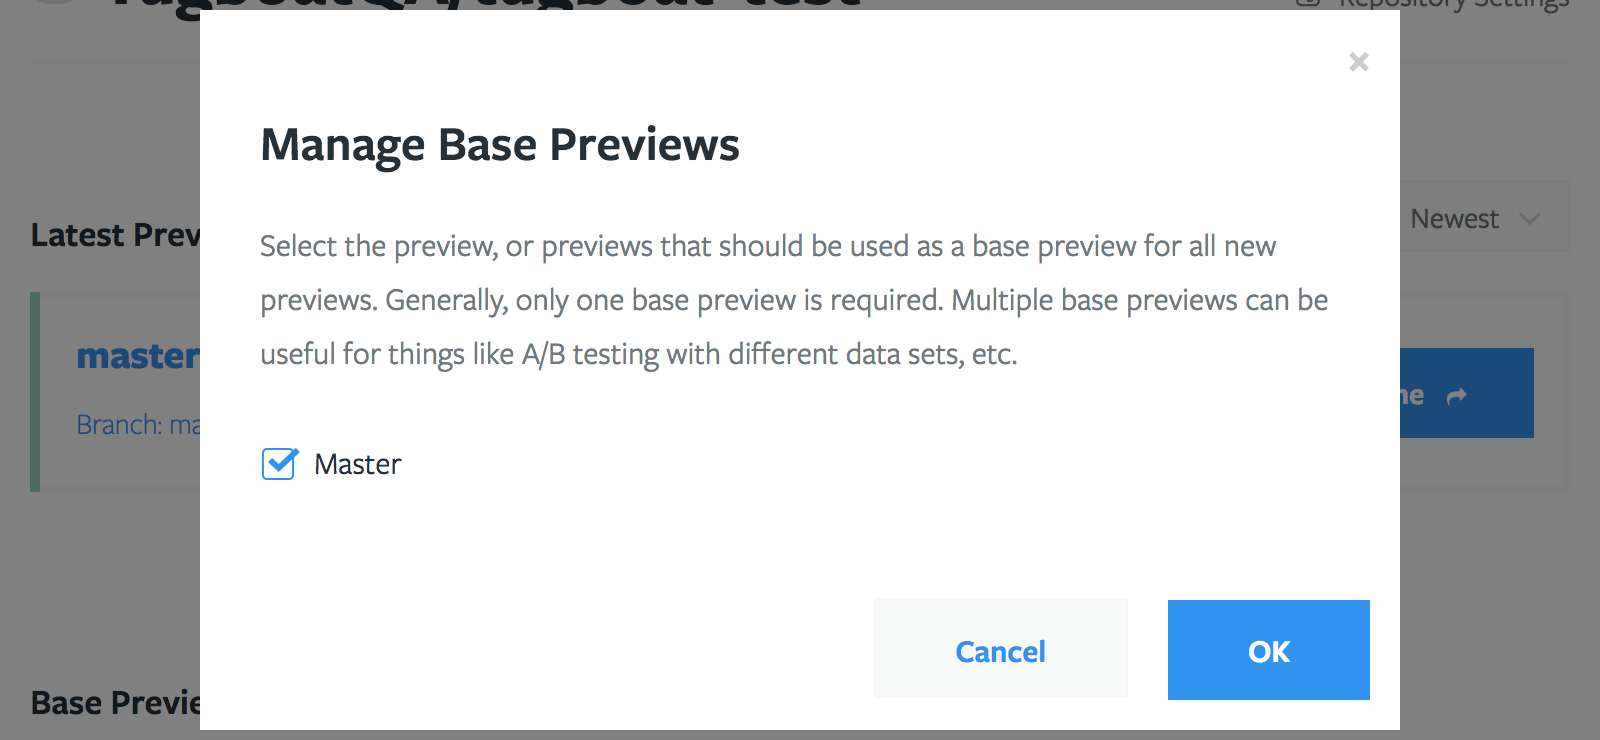 Repository Settings
Manage Base Previews
Select the preview, or previews that should be used as a base preview for all new
previews. Generally, only one base preview is required. Multiple base previews can be
useful for things like A/B testing with different data sets, etc.
Master
Cancel
OK
Latest Prev
Newest
master
Branch: ma
Base Previe